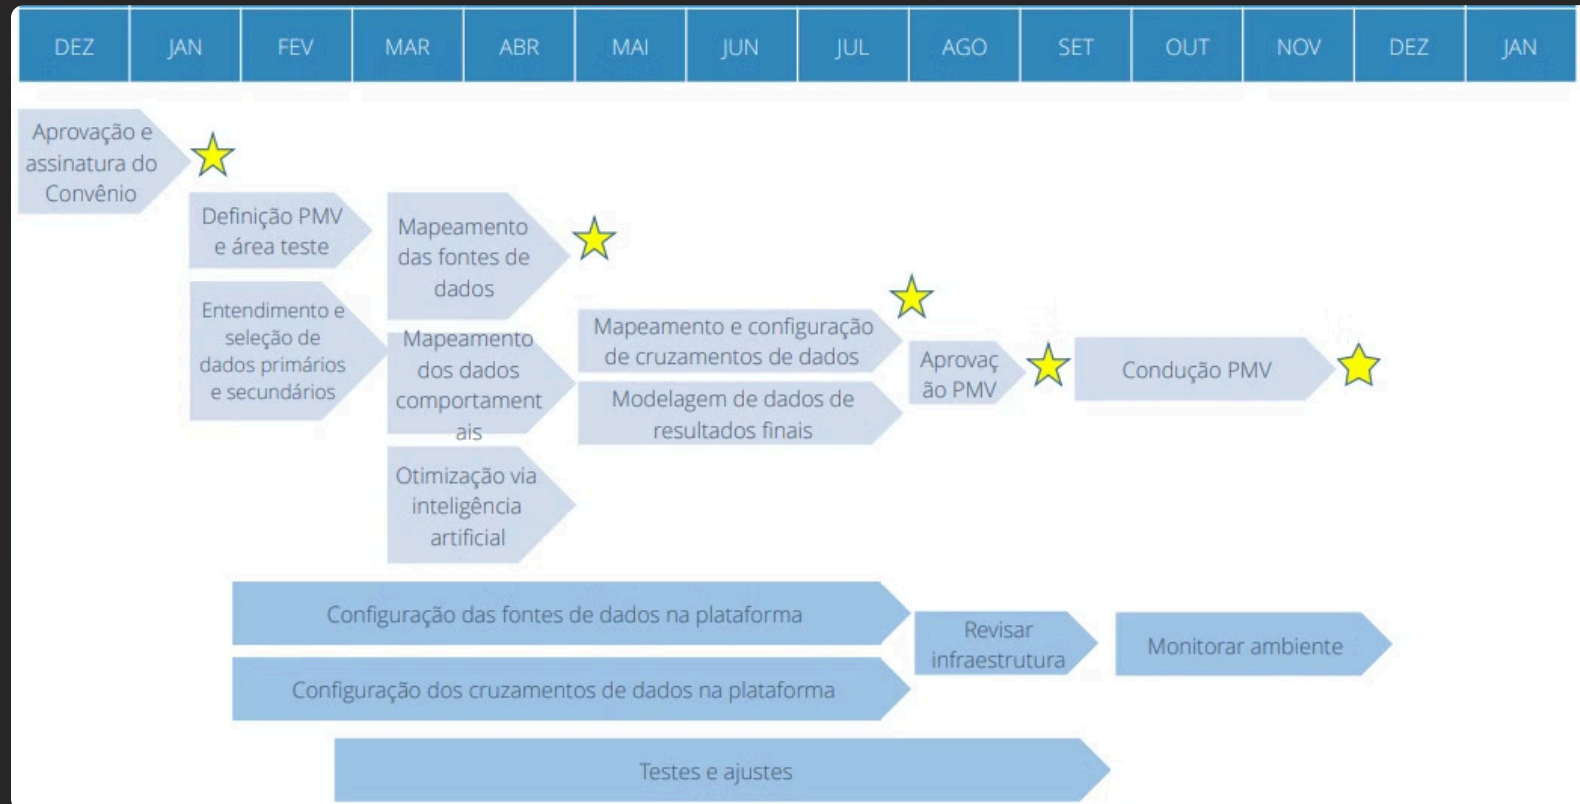 DEZ JAN FEV MAR ABR MAI JUN JUL AGO SET OUT NOV DEZ JAN
Aprovação e
assinatura do
Convênio
Definição PMV
e área teste
Entendimento e
seleção de
dados primários
e secundários
Mapeamento
das fontes de
dados
Mapeamento
dos dados
comportament
ais
Otimização via
inteligência
artificial
Mapeamento e configuração
de cruzamentos de dados
Modelagem de dados de
resultados finais
Aprovaç
ão PMV
Condução PMV
Configuração das fontes de dados na plataforma
Configuração dos cruzamentos de dados na plataforma
Revisar
infraestrutura
Monitorar ambiente
Testes e ajustes